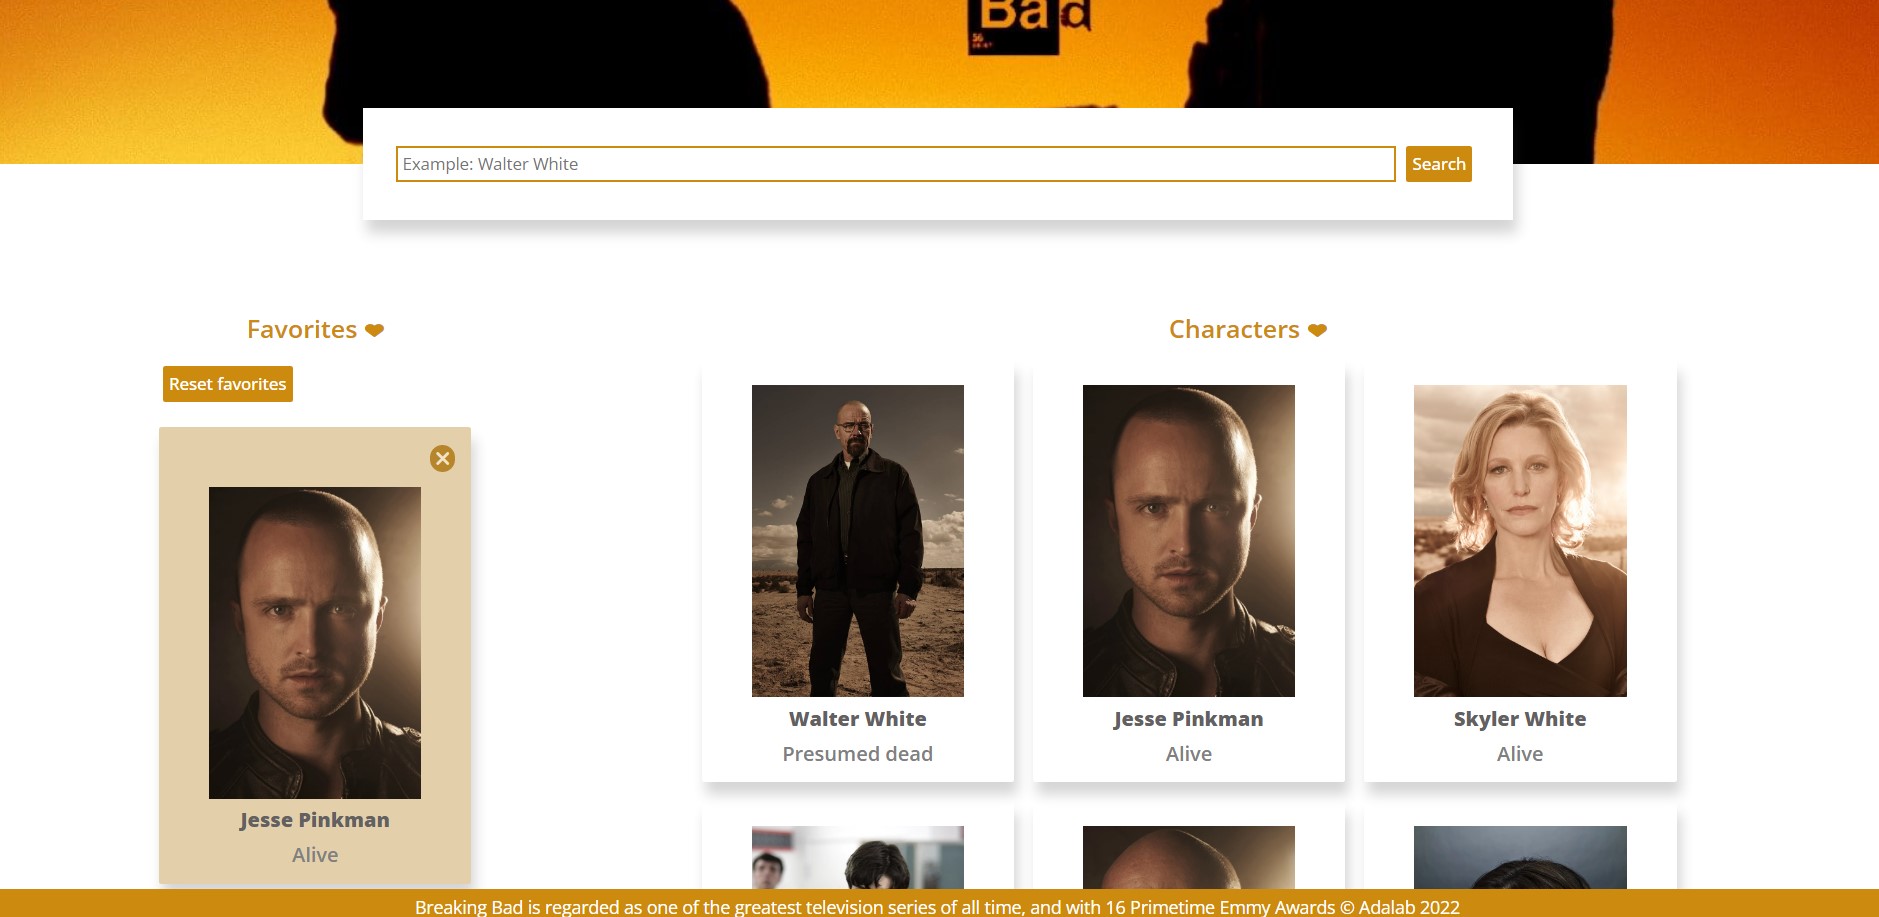 Bad
56
Example: Walter White
Search
Favorites
Characters
Reset favorites
Jesse Pinkman
Alive
Walter White
Presumed dead
Jesse Pinkman
Alive
Skyler White
Alive
Breaking Bad is regarded as one of the greatest television series of all time, and with 16 Primetime Emmy Awards © Adalab 2022